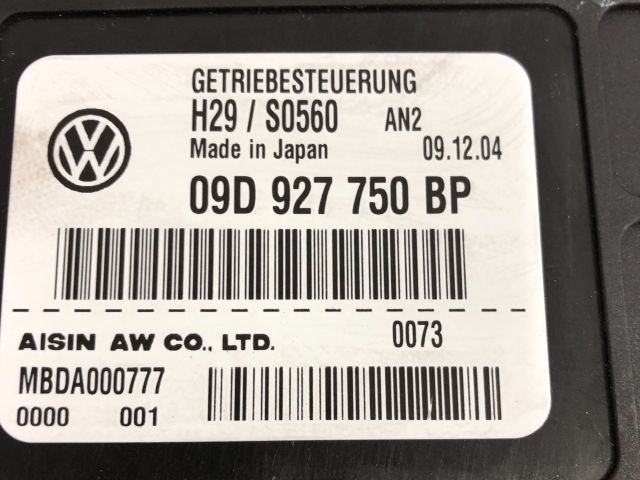 GETRIEBESTEUERUNG
H29 / S0560 AN2
Made in Japan 09.12.04
09D 927 750 BP
AISIN AW CO., LTD. 0073
MBDA000777
0000 001